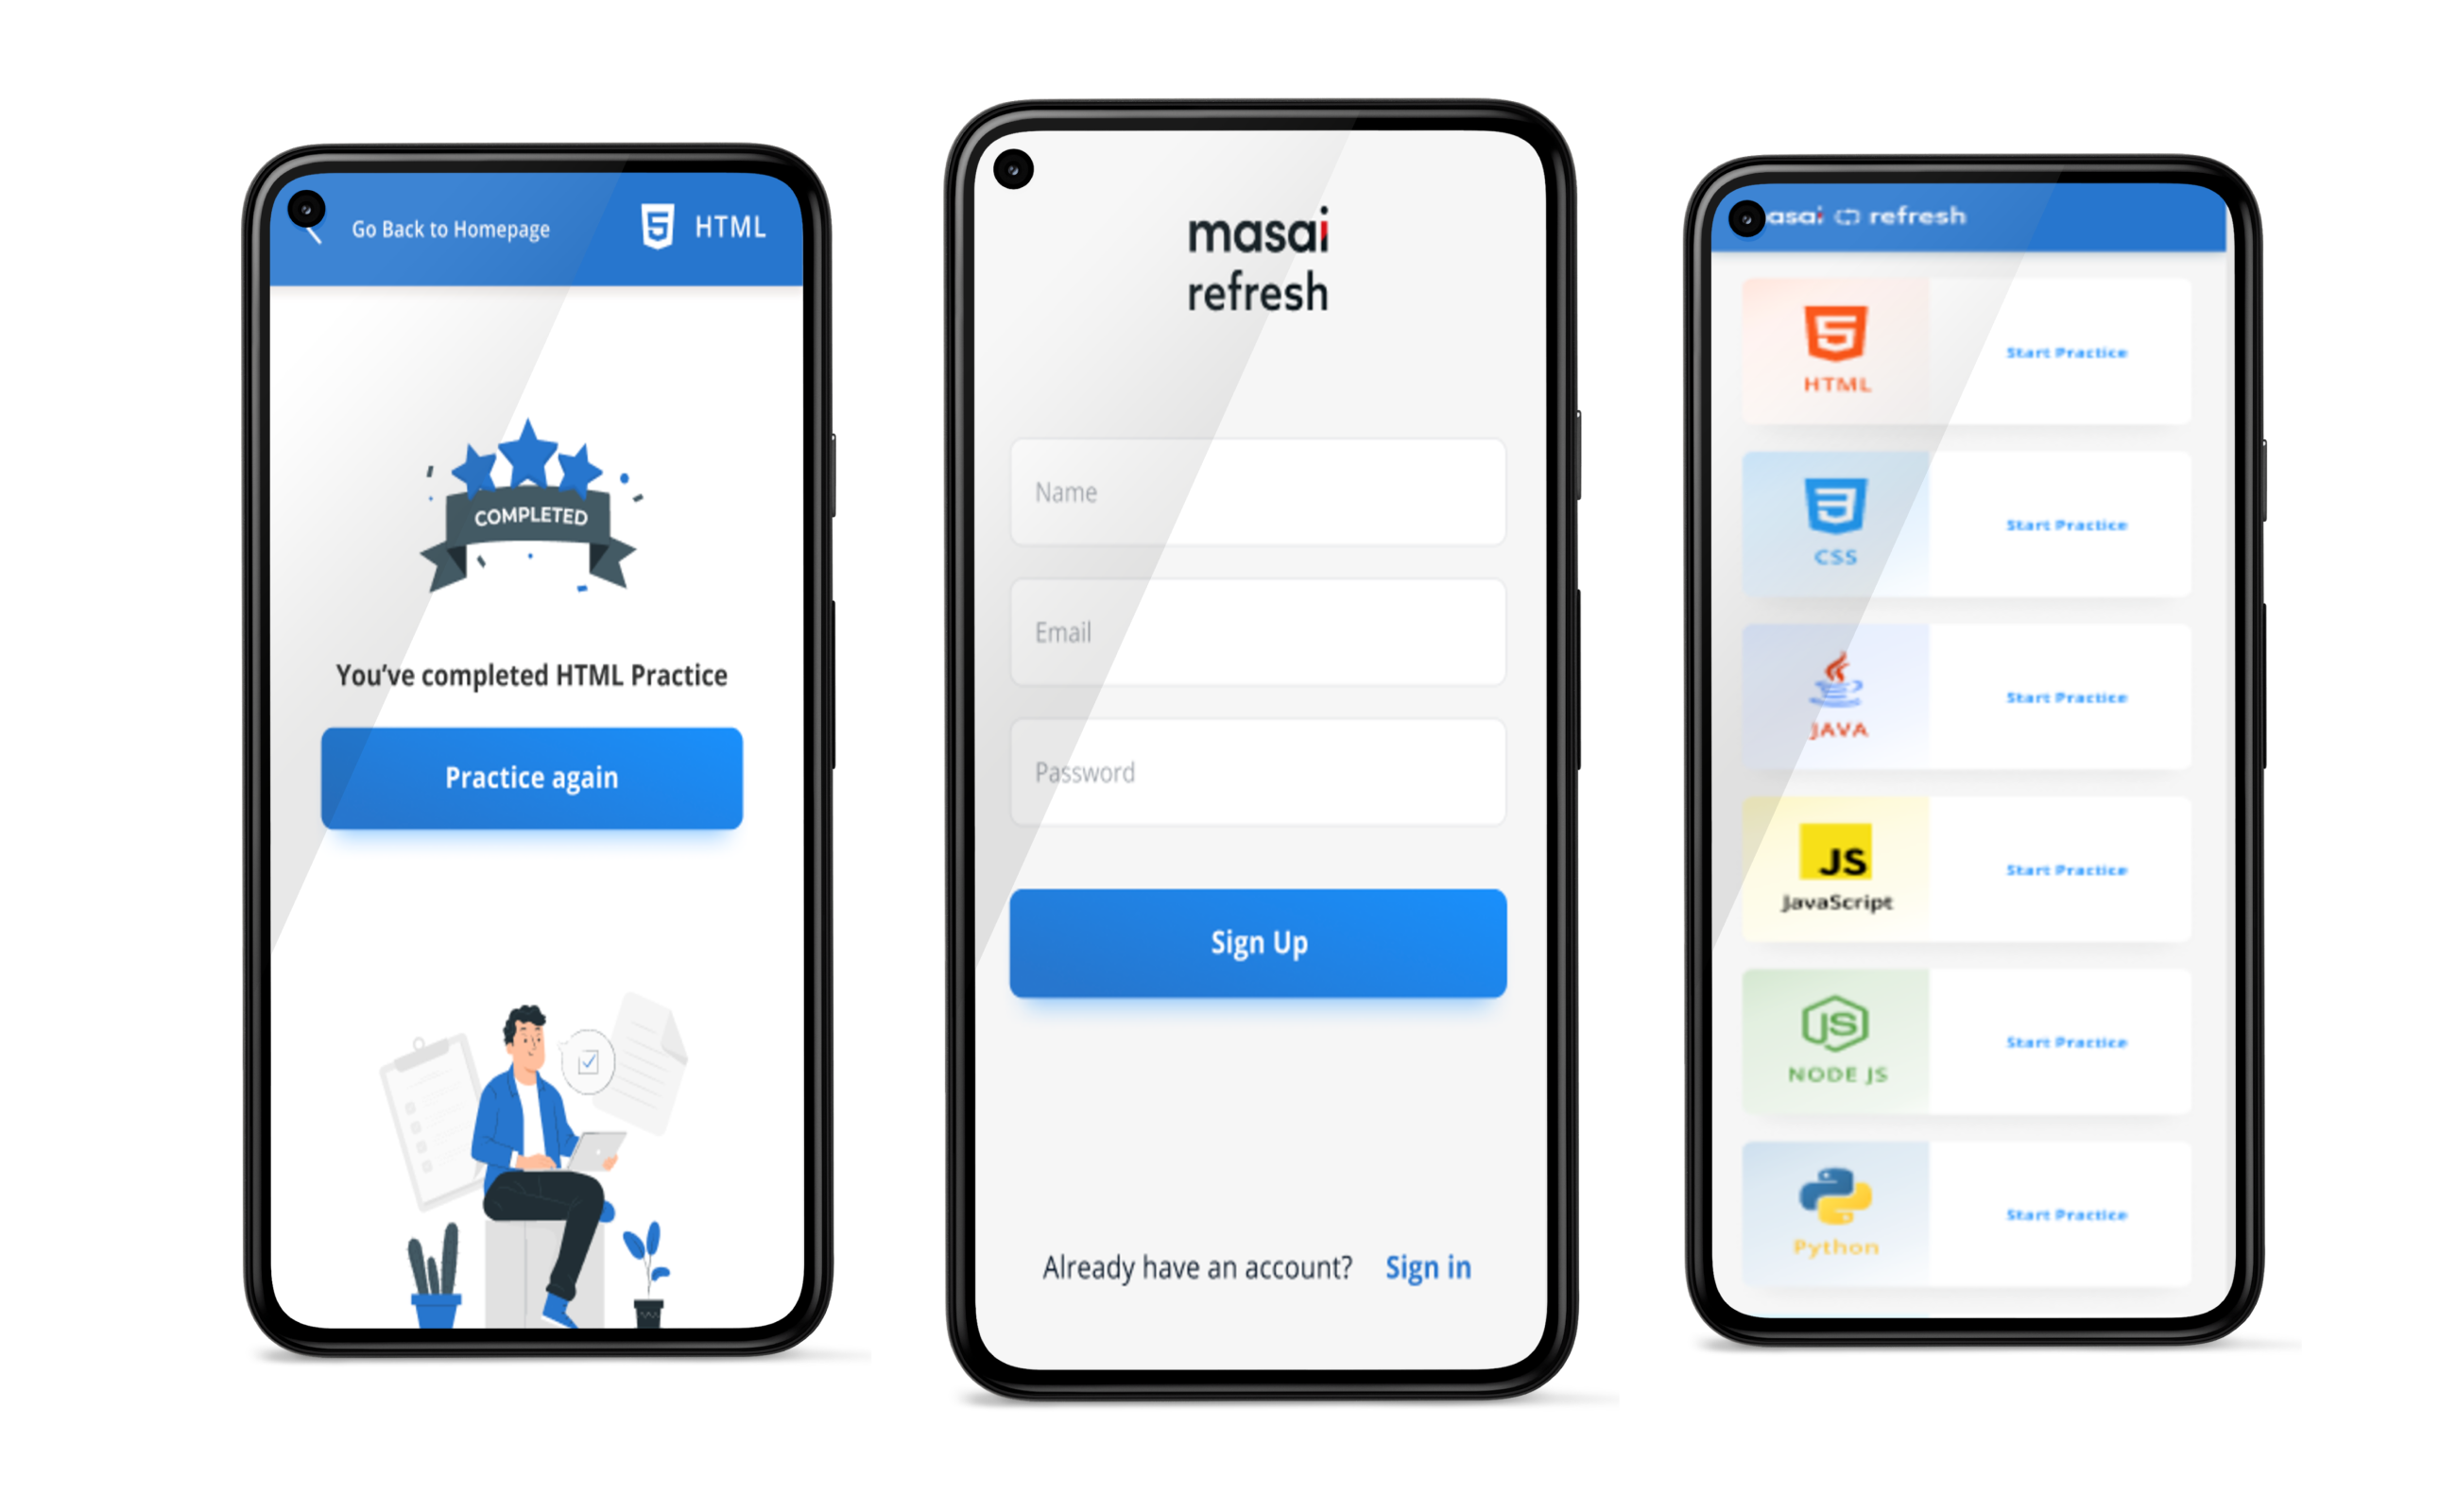 Go Back to Homepage
HTML
COMPLETED
You've completed HTML Practice
Practice again
masai
refresh
Name
Email
Password
Sign Up
Already have an account? Sign in
asai refresh
HTML
Start Practice
CSS
Start Practice
JAVA
Start Practice
JS
JavaScript
Start Practice
JS
NODE JS
Start Practice
Python
Start Practice